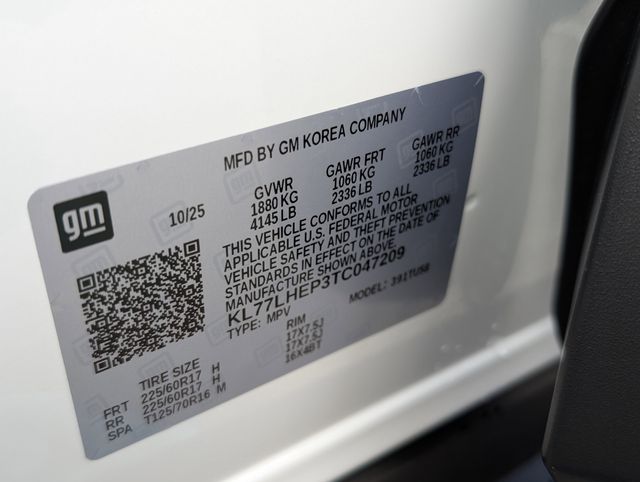 MFD BY GM KOREA COMPANY
gm
10/25
GVWR GAWR FRT GAWR RR
1880 KG 1060 KG 1060 KG
4145 LB 2336 LB 2336 LB
THIS VEHICLE CONFORMS TO ALL
APPLICABLE U.S. FEDERAL MOTOR
VEHICLE SAFETY AND THEFT PREVENTION
STANDARDS IN EFFECT ON THE DATE OF
MANUFACTURE SHOWN ABOVE.
KL77LHEP3TC047209
TYPE: MPV MODEL: 391TUS8
TIRE SIZE RIM
FRT 225/60R17 H 17X7.5J
RR 225/60R17 H 17X7.5J
SPA T125/70R16 M 16X4BT